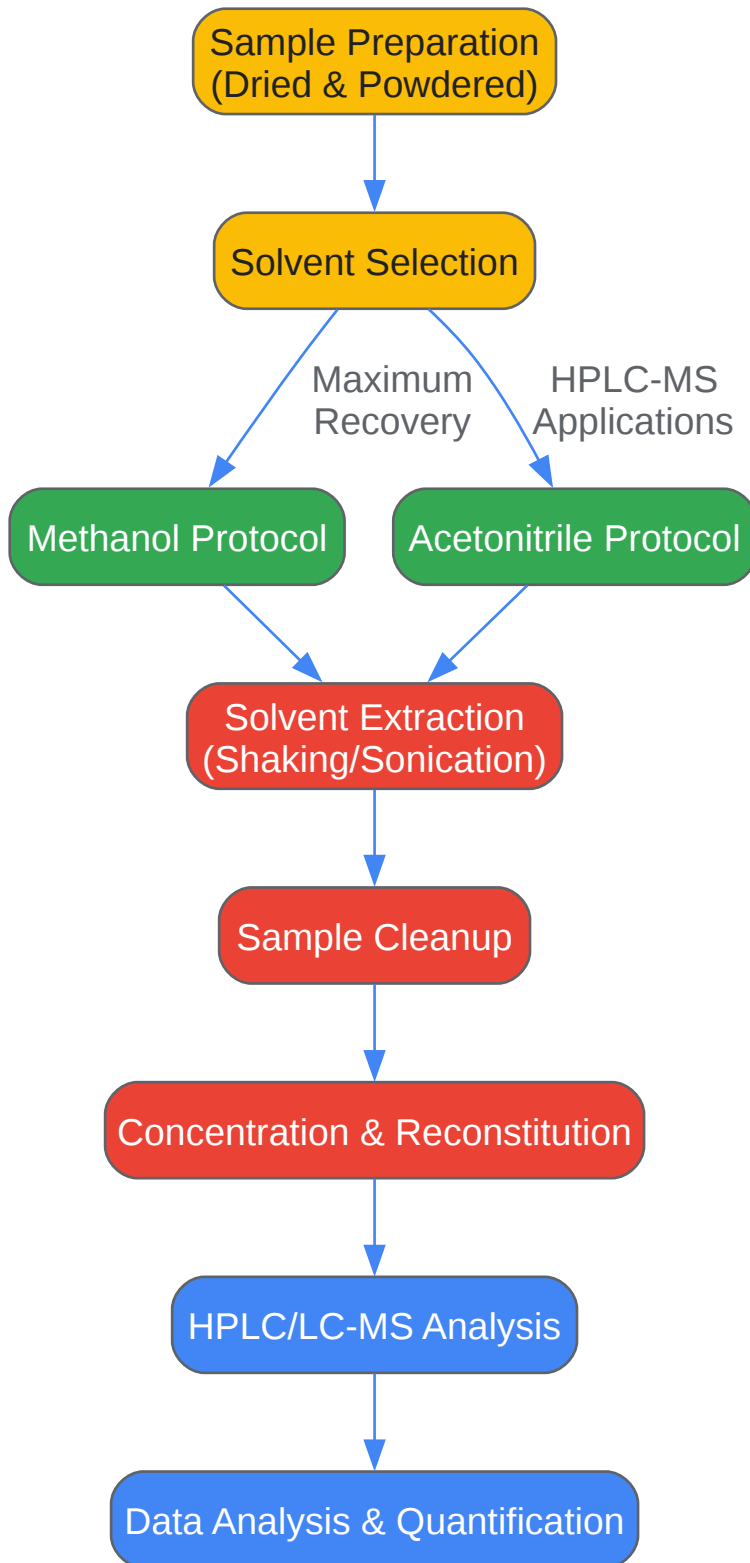 Sample Preparation
(Dried & Powdered)
Solvent Selection
Maximum
Recovery
HPLC-MS
Applications
Methanol Protocol
Acetonitrile Protocol
Solvent Extraction
(Shaking/Sonication)
Sample Cleanup
Concentration & Reconstitution
HPLC/LC-MS Analysis
Data Analysis & Quantification